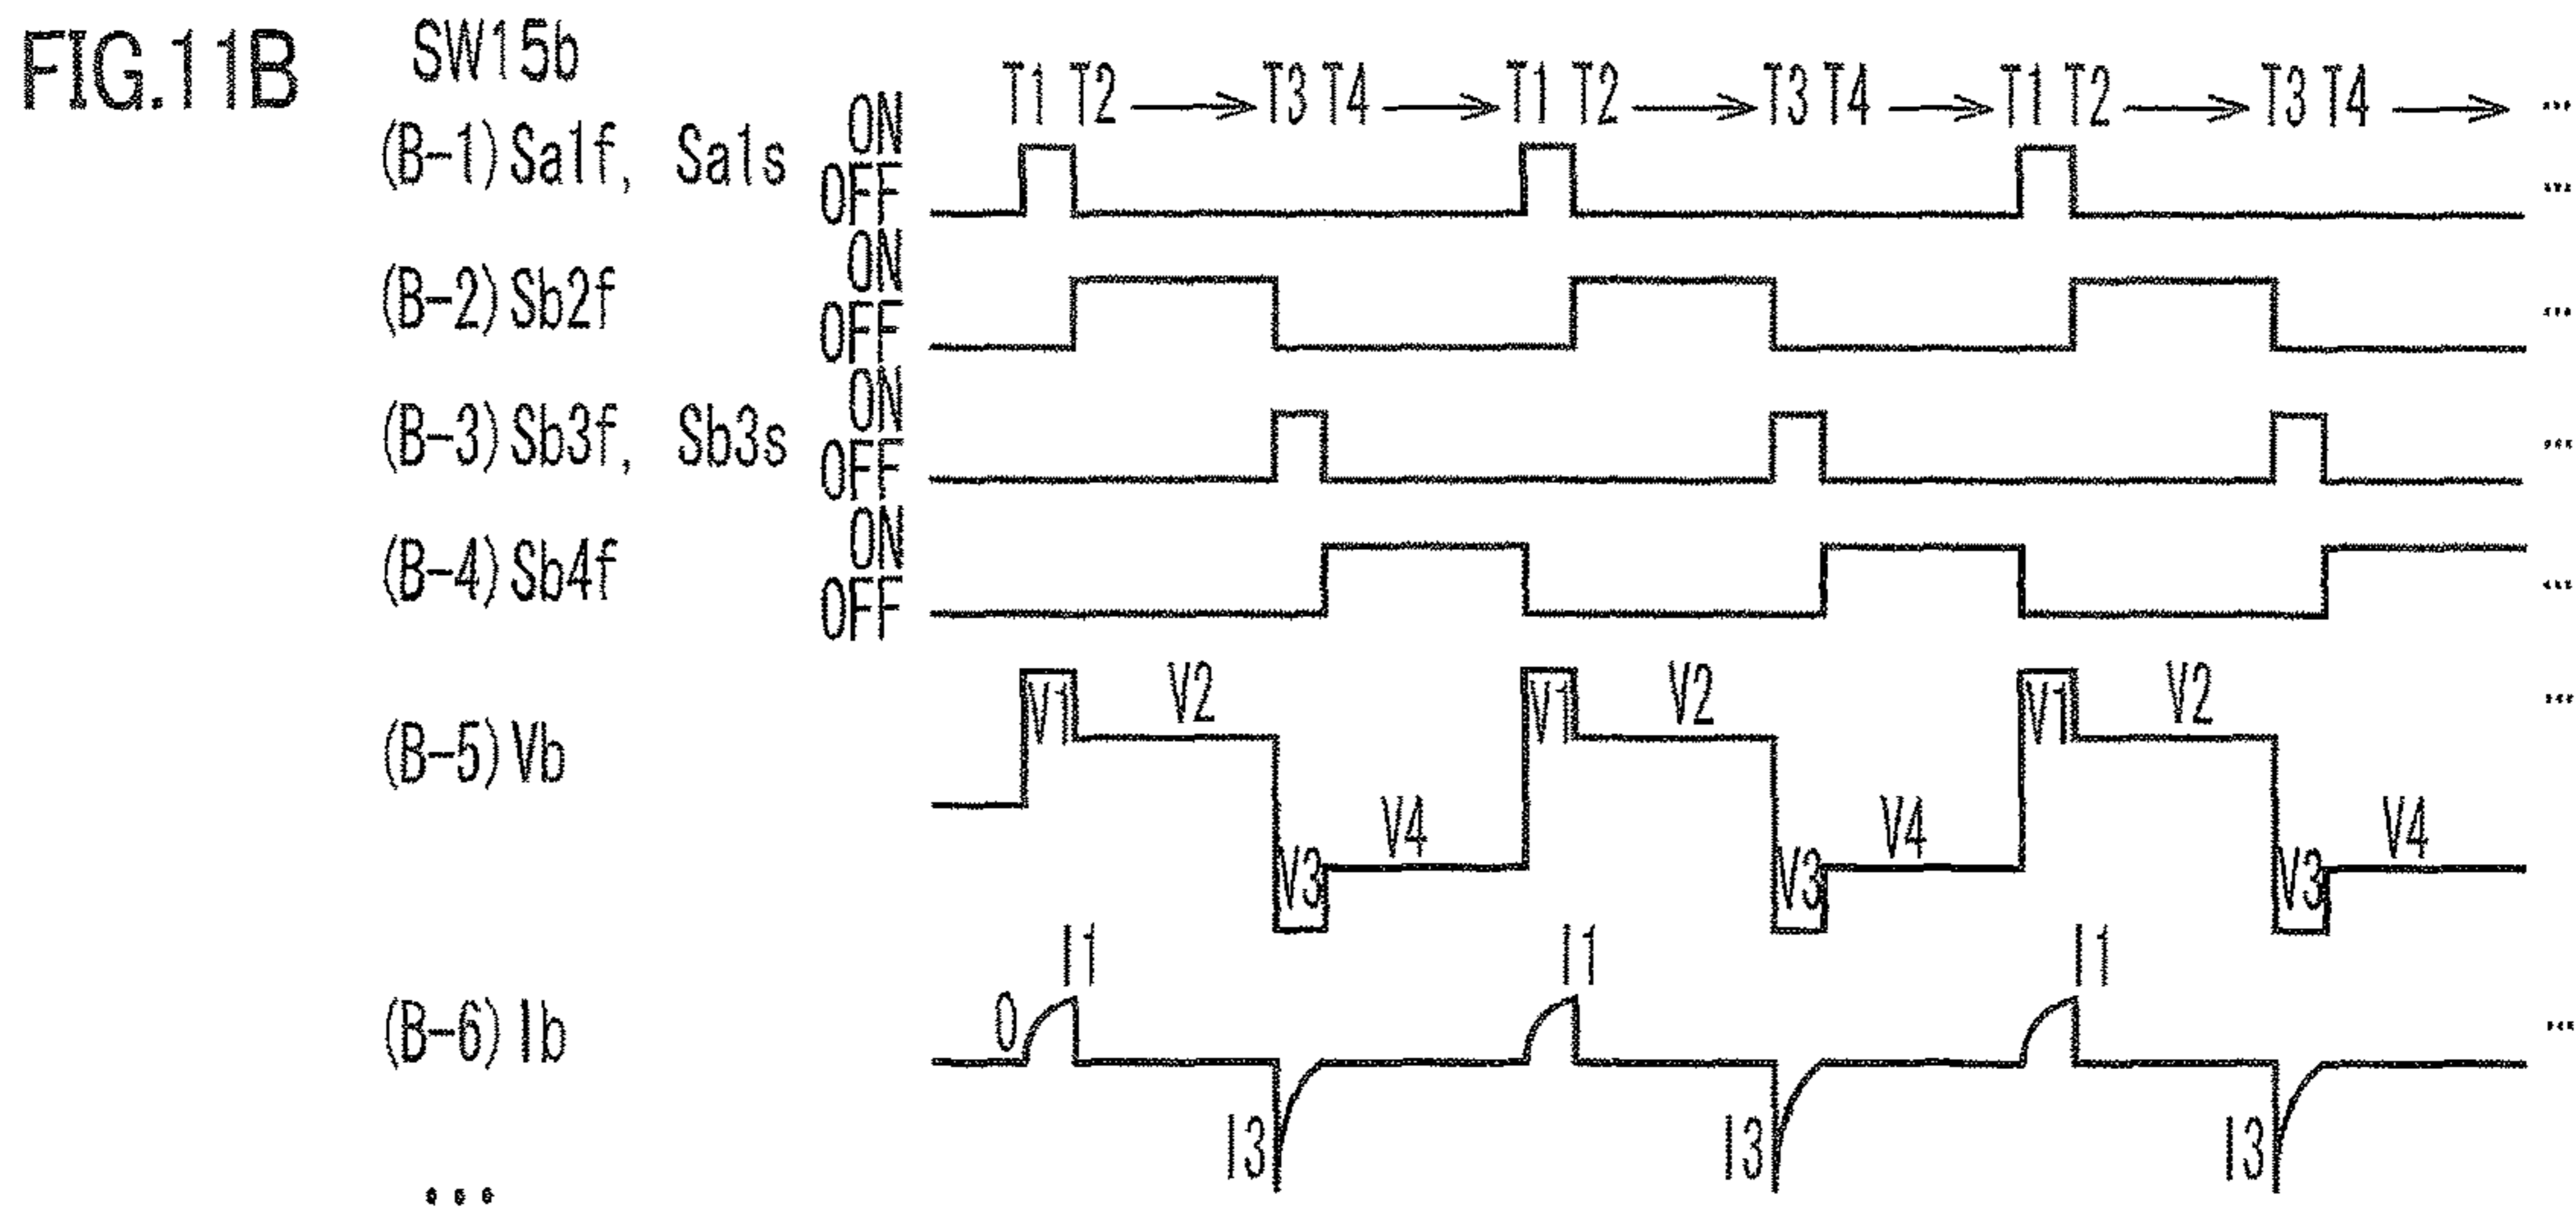 FIG.11B
SW15b
T1 T2 T3 T4 T1 T2 T3 T4 T1 T2 T3 T4 ...
(B-1) Sa1f, Sa1s ON OFF ...
(B-2) Sb2f ON OFF ...
(B-3) Sb3f, Sb3s ON OFF ...
(B-4) Sb4f ON OFF ...
(B-5) Vb V1 V2 V3 V4 V1 V2 V3 V4 V1 V2 V3 V4 ...
(B-6) Ib 0 I1 I3 I1 I3 I1 I3 ...
...